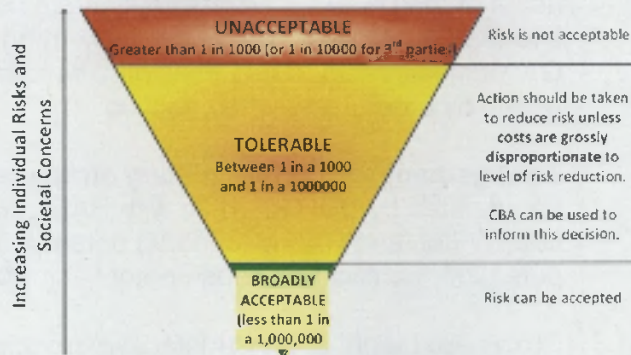 Increasing Individual Risks and
Societal Concerns
UNACCEPTABLE
Greater than 1 in 1000 (or 1 in 10000 for 3rd partie
Risk is not acceptable
TOLERABLE
Between 1 in a 1000
and 1 in a 1000000
Action should be taken
to reduce risk unless
costs are grossly
disproportionate to
level of risk reduction.
CBA can be used to
inform this decision.
BROADLY
ACCEPTABLE
(less than 1 in
a 1,000,000
Risk can be accepted